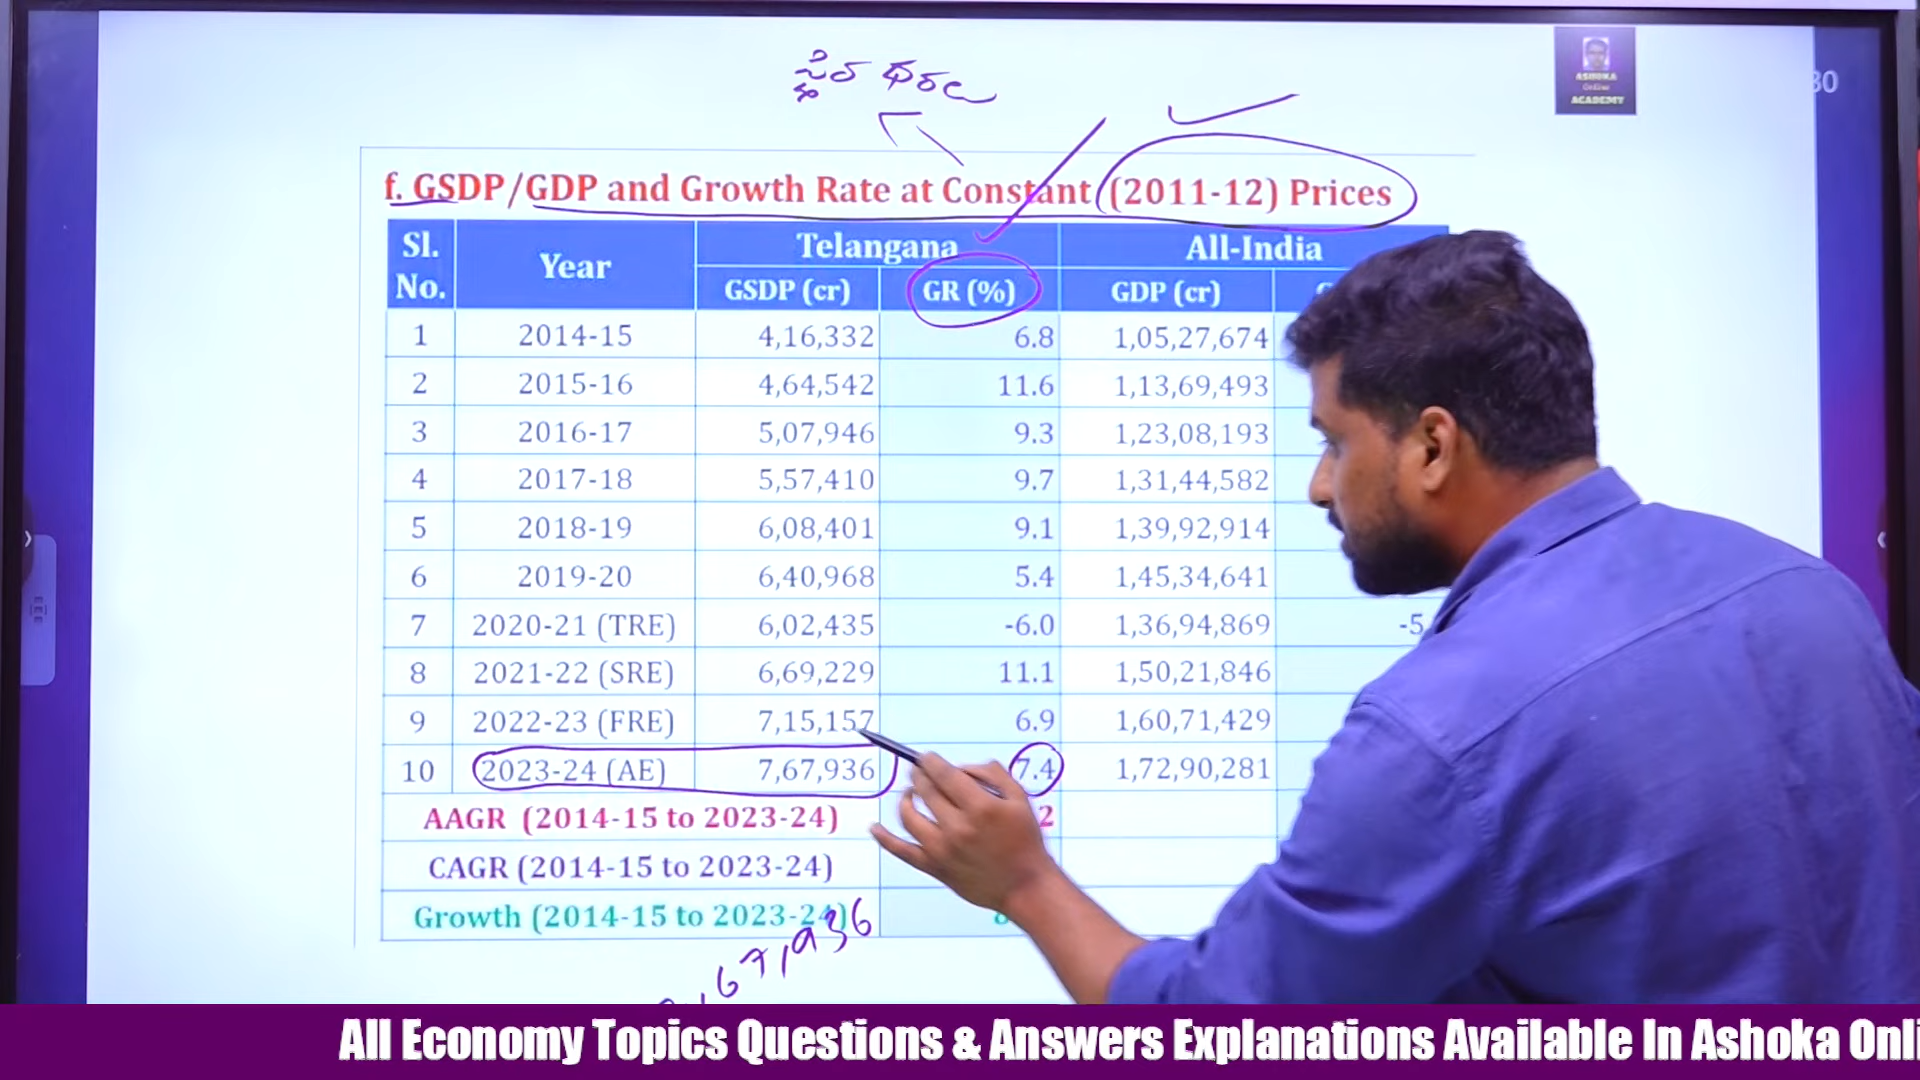 స్థిర ధరలు
ASHOKA
Online
ACADEMY
30
f. GSDP/GDP and Growth Rate at Constant (2011-12) Prices
Sl. No. Year Telangana All-India
GSDP (cr) GR (%) GDP (cr)
1 2014-15 4,16,332 6.8 1,05,27,674
2 2015-16 4,64,542 11.6 1,13,69,493
3 2016-17 5,07,946 9.3 1,23,08,193
4 2017-18 5,57,410 9.7 1,31,44,582
5 2018-19 6,08,401 9.1 1,39,92,914
6 2019-20 6,40,968 5.4 1,45,34,641
7 2020-21 (TRE) 6,02,435 -6.0 1,36,94,869 -5
8 2021-22 (SRE) 6,69,229 11.1 1,50,21,846
9 2022-23 (FRE) 7,15,157 6.9 1,60,71,429
10 2023-24 (AE) 7,67,936 7.4 1,72,90,281
AAGR (2014-15 to 2023-24) 2
CAGR (2014-15 to 2023-24)
Growth (2014-15 to 2023-24) 8
67,936
All Economy Topics Questions & Answers Explanations Available In Ashoka Onli